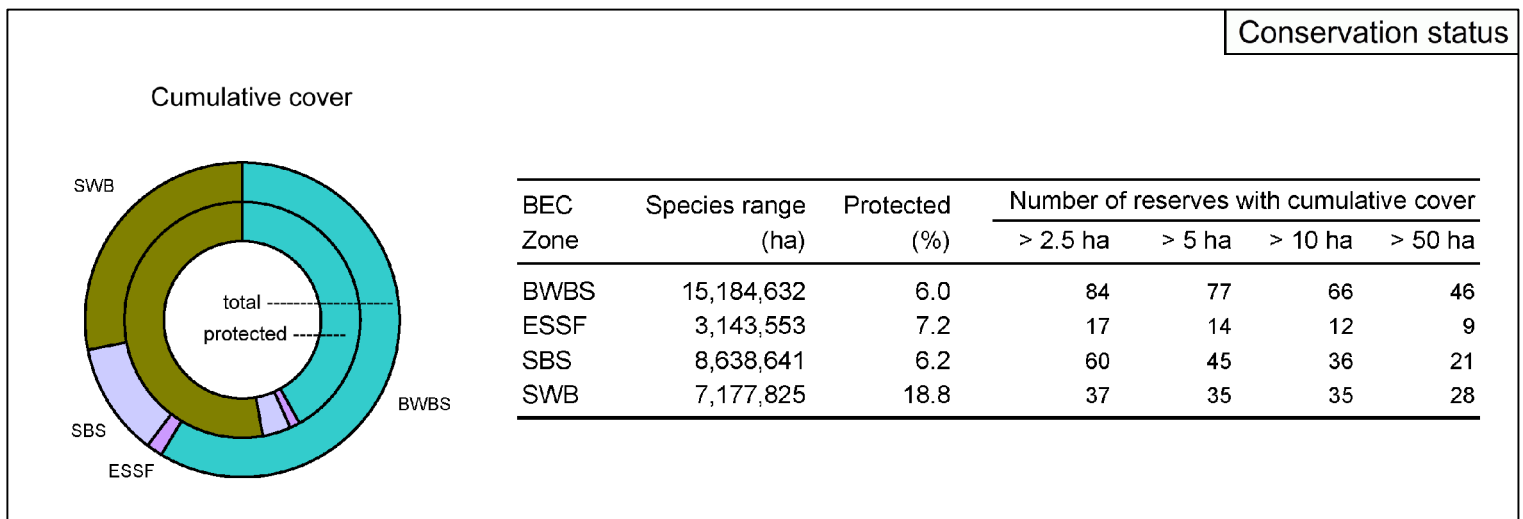 Conservation status
Cumulative cover
SWB
total
protected
BWBS
SBS
ESSF
BEC Species range Protected Number of reserves with cumulative cover
Zone (ha) (%) > 2.5 ha > 5 ha > 10 ha > 50 ha
BWBS 15,184,632 6.0 84 77 66 46
ESSF 3,143,553 7.2 17 14 12 9
SBS 8,638,641 6.2 60 45 36 21
SWB 7,177,825 18.8 37 35 35 28